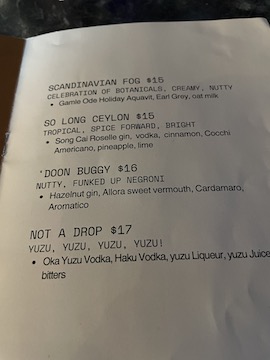 SCANDINAVIAN FOG $15
CELEBRATION OF BOTANICALS, CREAMY, NUTTY
• Gamle Ode Holiday Aquavit, Earl Grey, oat milk
SO LONG CEYLON $15
TROPICAL, SPICE FORWARD, BRIGHT
• Song Cai Roselle gin, vodka, cinnamon, Cocchi
Americano, pineapple, lime
'DOON BUGGY $16
NUTTY, FUNKED UP NEGRONI
• Hazelnut gin, Allora sweet vermouth, Cardamaro,
Aromatico
NOT A DROP $17
YUZU, YUZU, YUZU, YUZU!
• Oka Yuzu Vodka, Haku Vodka, yuzu Liqueur, yuzu Juice
bitters